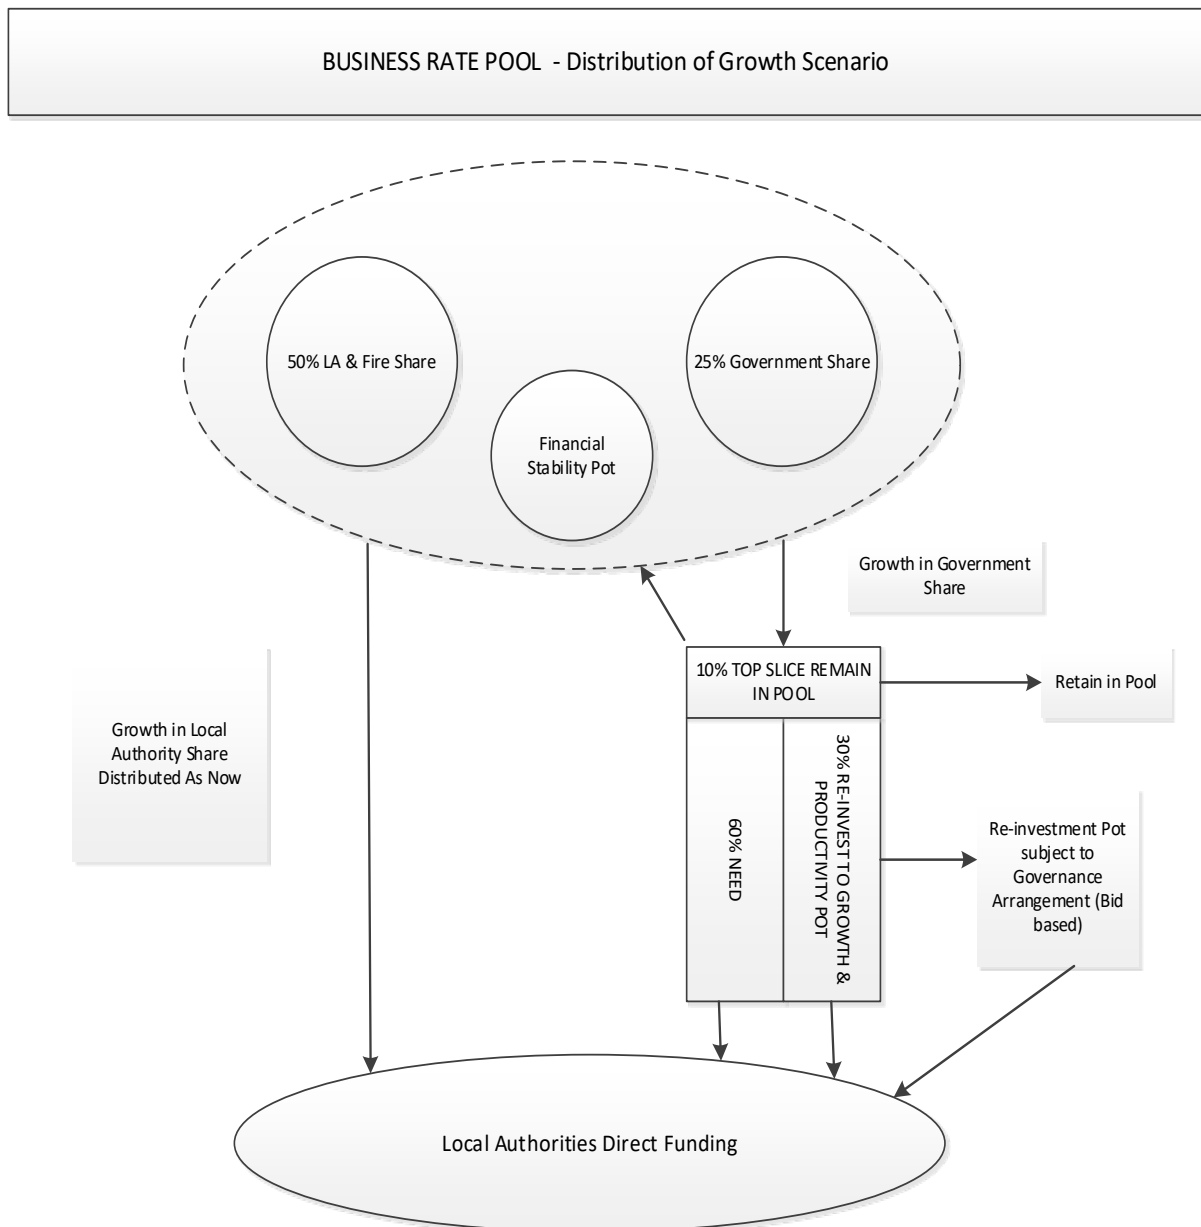 BUSINESS RATE POOL  - Distribution of Growth Scenario
50% LA & Fire Share
25% Government Share
Financial
Stability Pot
Growth in Government
Share
10% TOP SLICE REMAIN
IN POOL
Retain in Pool
Growth in Local
Authority Share
Distributed As Now
60% NEED
30% RE-INVEST TO GROWTH &
PRODUCTIVITY POT
Re-investment Pot
subject to
Governance
Arrangement (Bid
based)
Local Authorities Direct Funding